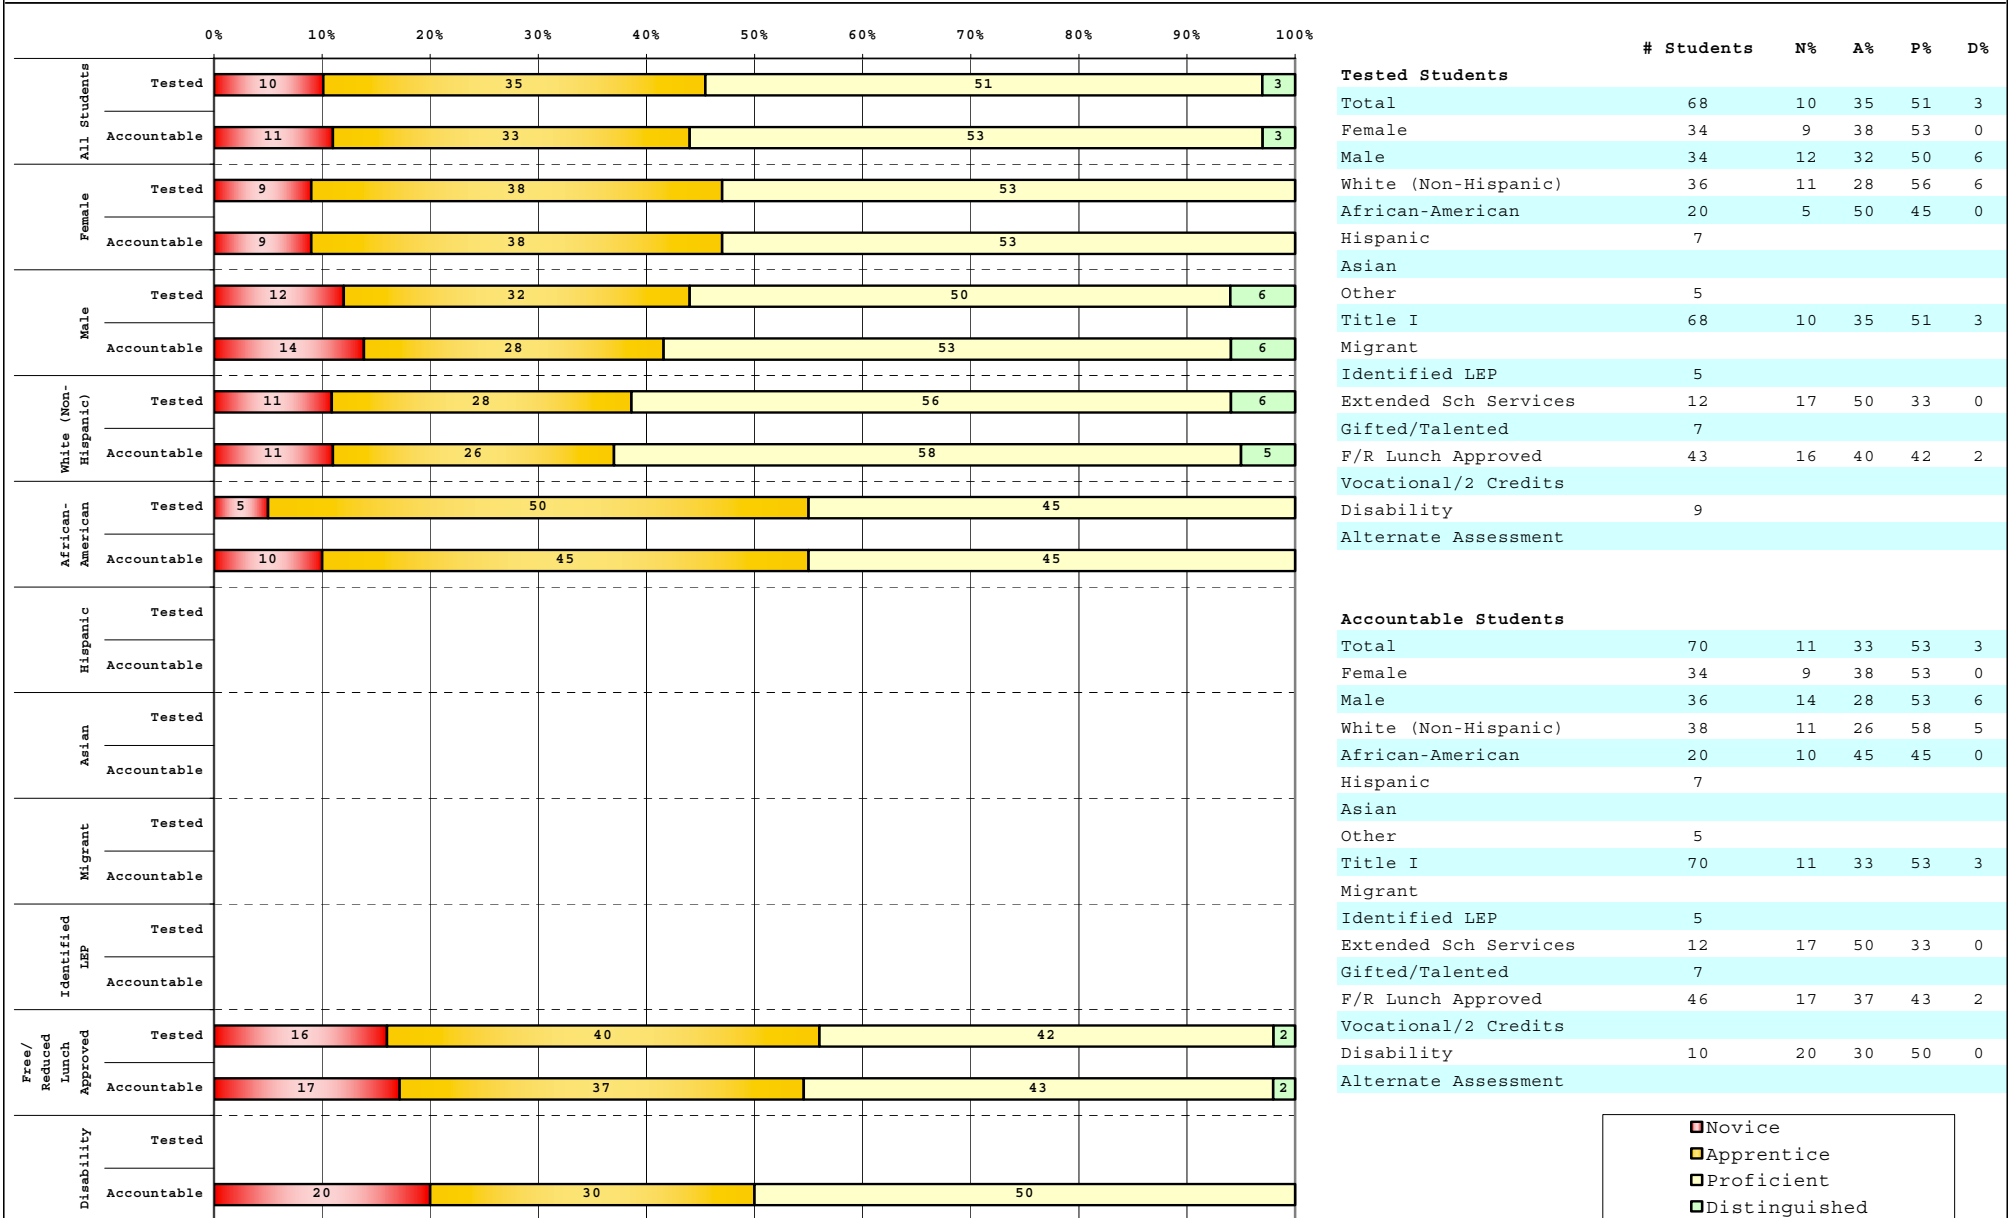 0% 10% 20% 30% 40% 50% 60% 70% 80% 90% 100%
All Students
Tested 10 35 51 3
Accountable 11 33 53 3
Female
Tested 9 38 53
Accountable 9 38 53
Male
Tested 12 32 50 6
Accountable 14 28 53 6
White (Non-
Hispanic)
Tested 11 28 56 6
Accountable 11 26 58 5
African-
American
Tested 5 50 45
Accountable 10 45 45
Hispanic
Tested
Accountable
Asian
Tested
Accountable
Migrant
Tested
Accountable
Identified
LEP
Tested
Accountable
Free/
Reduced
Lunch
Approved
Tested 16 40 42 2
Accountable 17 37 43 2
Disability
Tested
Accountable 20 30 50
# Students N% A% P% D%
Tested Students
Total 68 10 35 51 3
Female 34 9 38 53 0
Male 34 12 32 50 6
White (Non-Hispanic) 36 11 28 56 6
African-American 20 5 50 45 0
Hispanic 7
Asian
Other 5
Title I 68 10 35 51 3
Migrant
Identified LEP 5
Extended Sch Services 12 17 50 33 0
Gifted/Talented 7
F/R Lunch Approved 43 16 40 42 2
Vocational/2 Credits
Disability 9
Alternate Assessment
Accountable Students
Total 70 11 33 53 3
Female 34 9 38 53 0
Male 36 14 28 53 6
White (Non-Hispanic) 38 11 26 58 5
African-American 20 10 45 45 0
Hispanic 7
Asian
Other 5
Title I 70 11 33 53 3
Migrant
Identified LEP 5
Extended Sch Services 12 17 50 33 0
Gifted/Talented 7
F/R Lunch Approved 46 17 37 43 2
Vocational/2 Credits
Disability 10 20 30 50 0
Alternate Assessment
Novice
Apprentice
Proficient
Distinguished